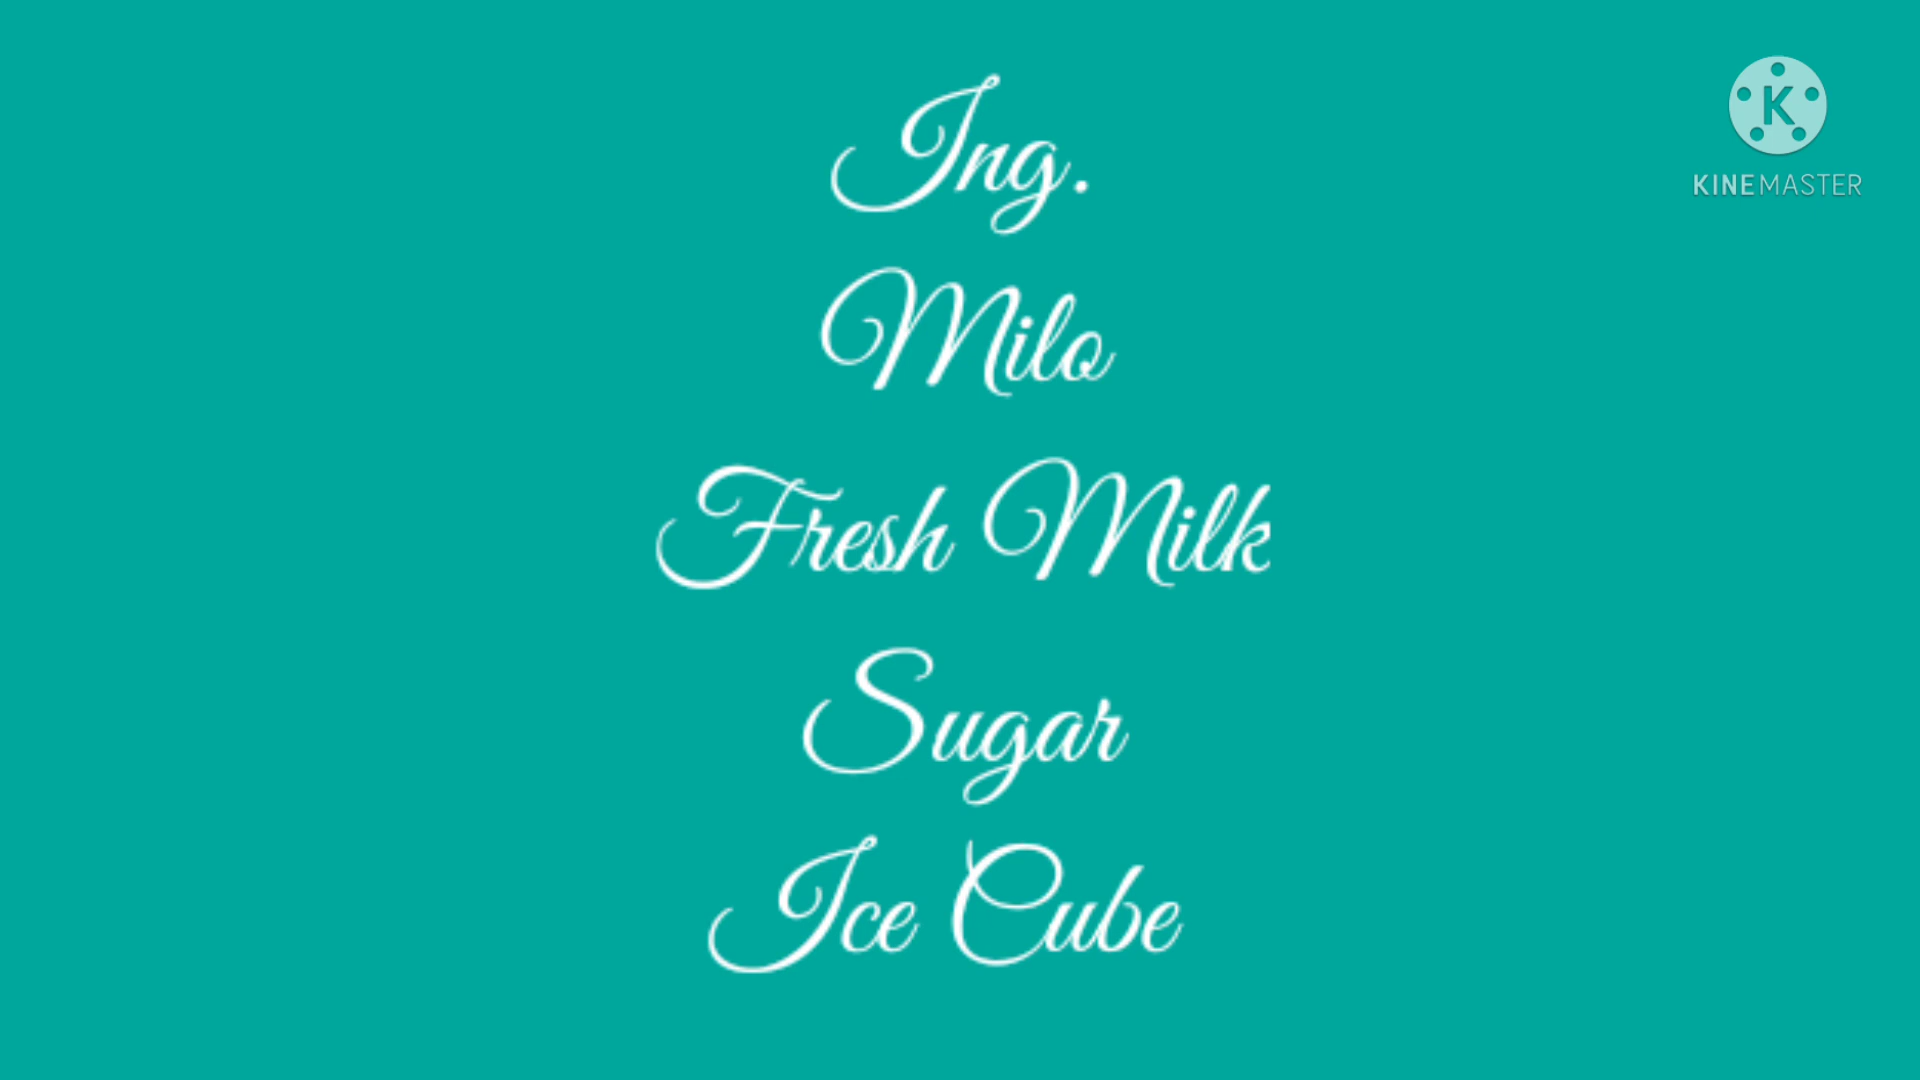 Ing.
Milo
Fresh Milk
Sugar
Ice Cube
K
KINEMASTER